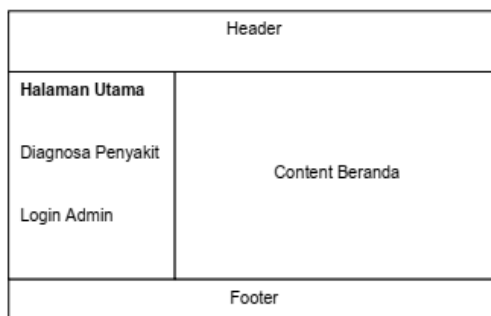 Header
Halaman Utama
Diagnosa Penyakit
Login Admin
Content Beranda
Footer